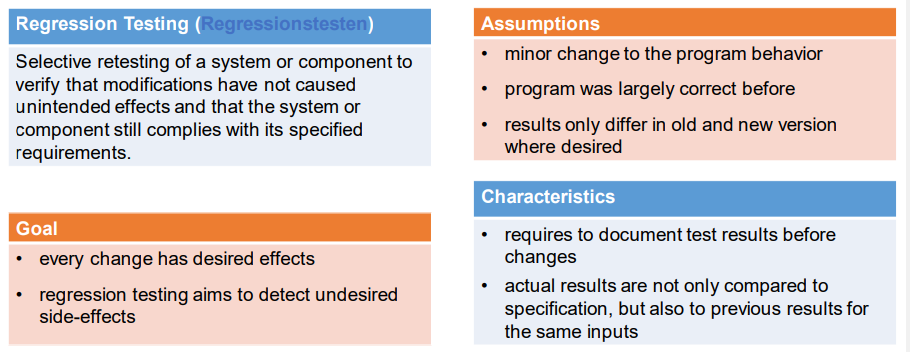 Regression Testing (Regressionstesten)
Selective retesting of a system or component to
verify that modifications have not caused
unintended effects and that the system or
component still complies with its specified
requirements.
Goal
• every change has desired effects
• regression testing aims to detect undesired
side-effects
Assumptions
• minor change to the program behavior
• program was largely correct before
• results only differ in old and new version
where desired
Characteristics
• requires to document test results before
changes
• actual results are not only compared to
specification, but also to previous results for
the same inputs